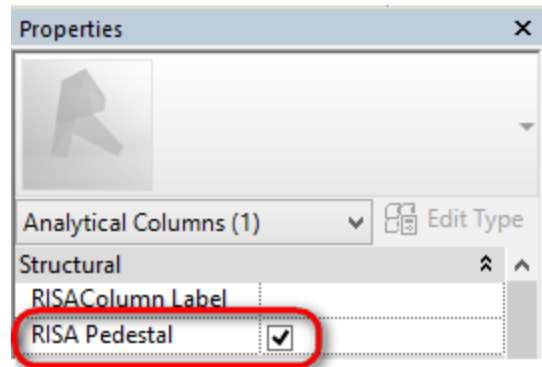 Properties
Analytical Columns (1)
Edit Type
Structural
RISAColumn Label
RISA Pedestal